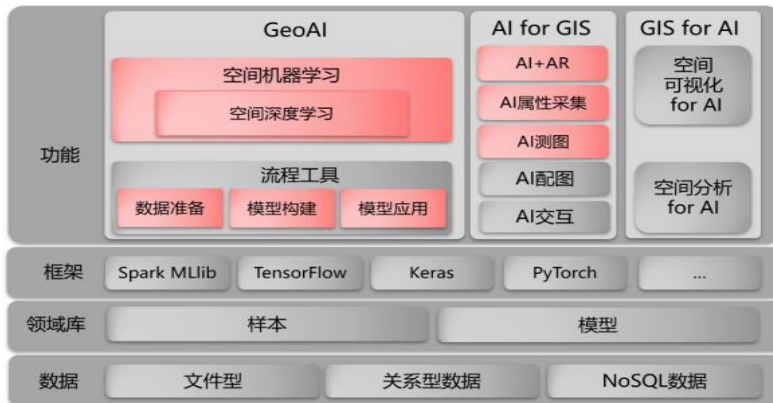 功能
GeoAI
空间机器学习
空间深度学习
流程工具
数据准备
模型构建
模型应用
AI for GIS
AI+AR
AI属性采集
AI测图
AI配图
AI交互
GIS for AI
空间
可视化
for AI
空间分析
for AI
框架
Spark MLlib
TensorFlow
Keras
PyTorch
...
领域库
样本
模型
数据
文件型
关系型数据
NoSQL数据